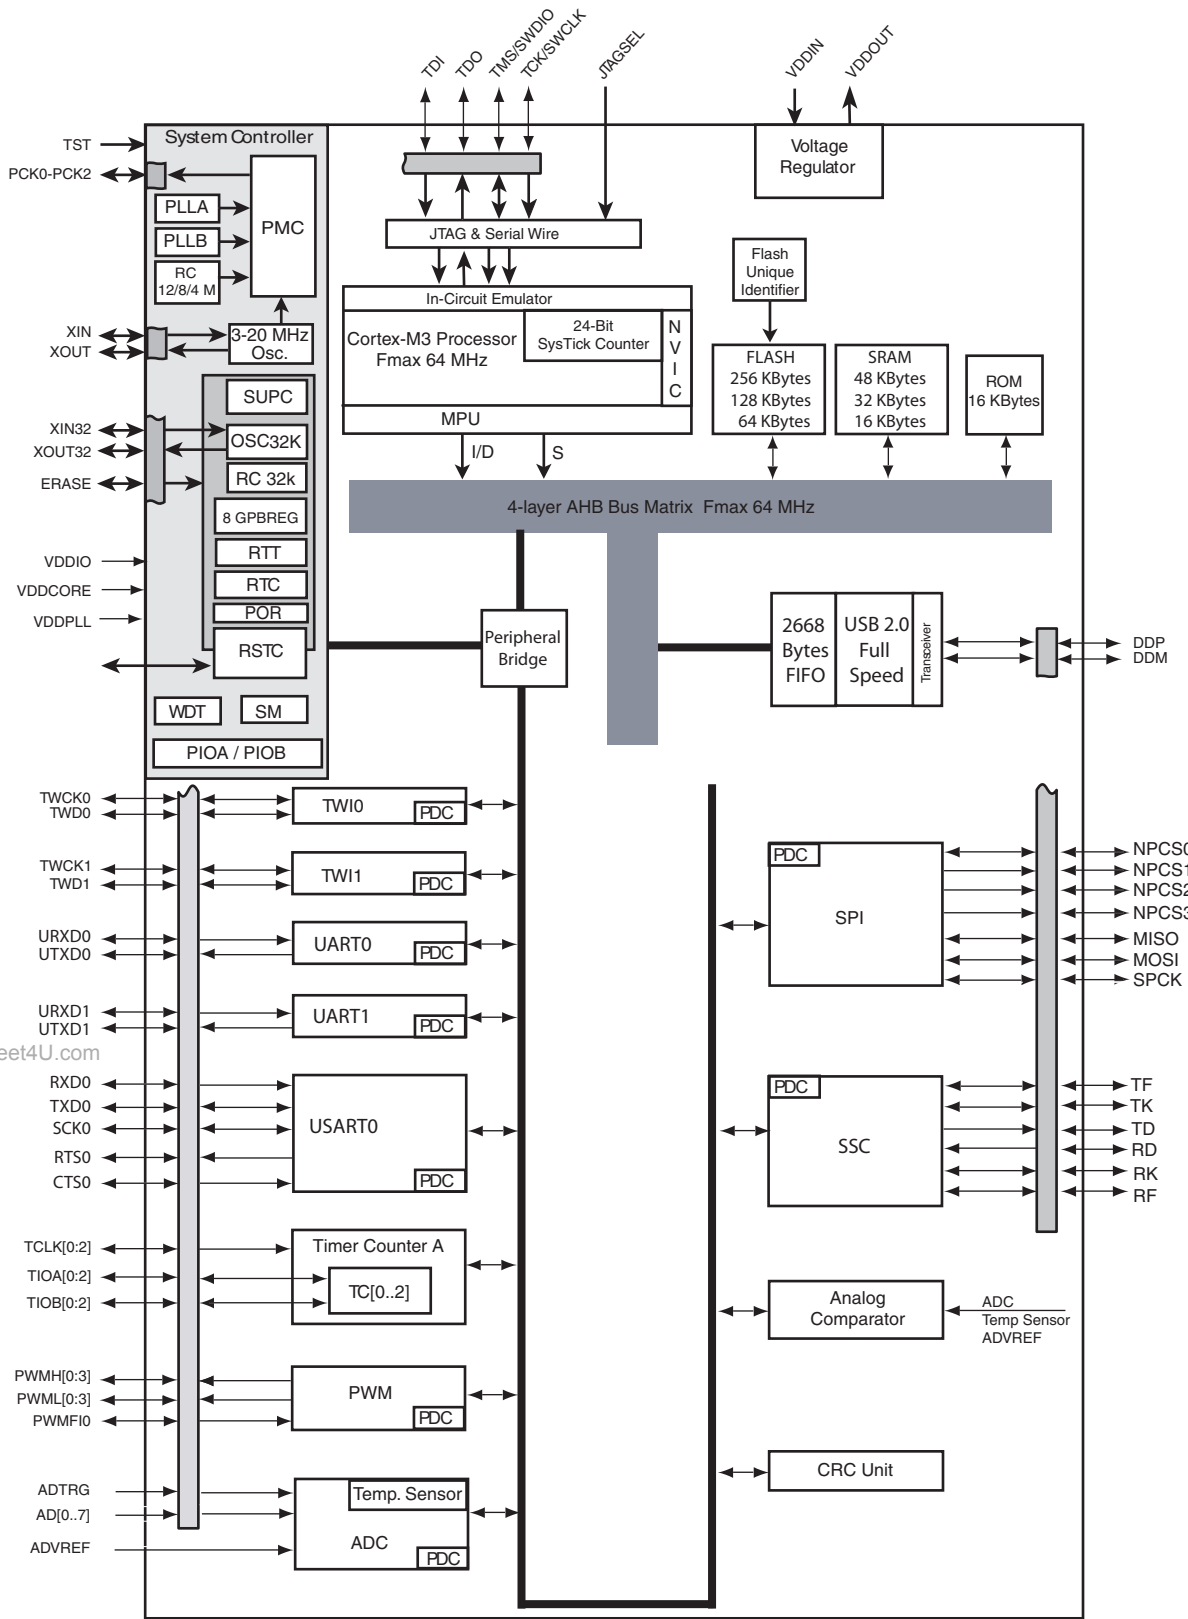 TDI
TDO
TMS/SWDIO
TCK/SWCLK
JTAGSEL
VDDIN
VDDOUT
System Controller
TST
PCK0-PCK2
PLLA
PLLB
RC
12/8/4 M
PMC
XIN
XOUT
3-20 MHz
Osc.
SUPC
XIN32
XOUT32
ERASE
OSC32K
RC 32k
8 GPBREG
RTT
RTC
POR
RSTC
VDDIO
VDDCORE
VDDPLL
WDT
SM
PIOA / PIOB
JTAG & Serial Wire
In-Circuit Emulator
Cortex-M3 Processor
Fmax 64 MHz
24-Bit
SysTick Counter
N
V
I
C
MPU
I/D
S
Voltage
Regulator
Flash
Unique
Identifier
FLASH
256 KBytes
128 KBytes
64 KBytes
SRAM
48 KBytes
32 KBytes
16 KBytes
ROM
16 KBytes
4-layer AHB Bus Matrix Fmax 64 MHz
Peripheral
Bridge
2668
Bytes
FIFO
USB 2.0
Full
Speed
Transceiver
DDP
DDM
TWCK0
TWD0
TWI0
PDC
TWCK1
TWD1
TWI1
PDC
URXD0
UTXD0
UART0
PDC
URXD1
UTXD1
UART1
PDC
eet4U.com
RXD0
TXD0
SCK0
RTS0
CTS0
USART0
PDC
TCLK[0:2]
TIOA[0:2]
TIOB[0:2]
Timer Counter A
TC[0..2]
PWMH[0:3]
PWML[0:3]
PWMFI0
PWM
PDC
ADTRG
AD[0..7]
ADVREF
Temp. Sensor
ADC
PDC
PDC
SPI
NPCS0
NPCS1
NPCS2
NPCS3
MISO
MOSI
SPCK
PDC
SSC
TF
TK
TD
RD
RK
RF
Analog
Comparator
ADC
Temp Sensor
ADVREF
CRC Unit